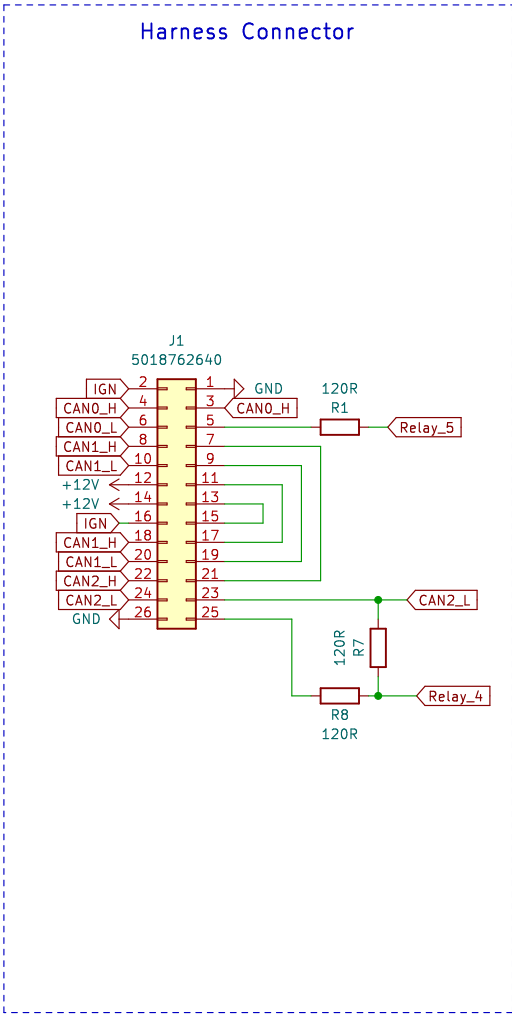 Harness Connector
J1
5018762640
IGN 2 1 GND
120R
CAN0_H 4 3 CAN0_H R1
CAN0_L 6 5 Relay_5
CAN1_H 8 7
CAN1_L 10 9
+12V 12 11
+12V 14 13
IGN 16 15
CAN1_H 18 17
CAN1_L 20 19
CAN2_H 22 21
CAN2_L 24 23 CAN2_L
GND 26 25
120R
R7
Relay_4
R8
120R